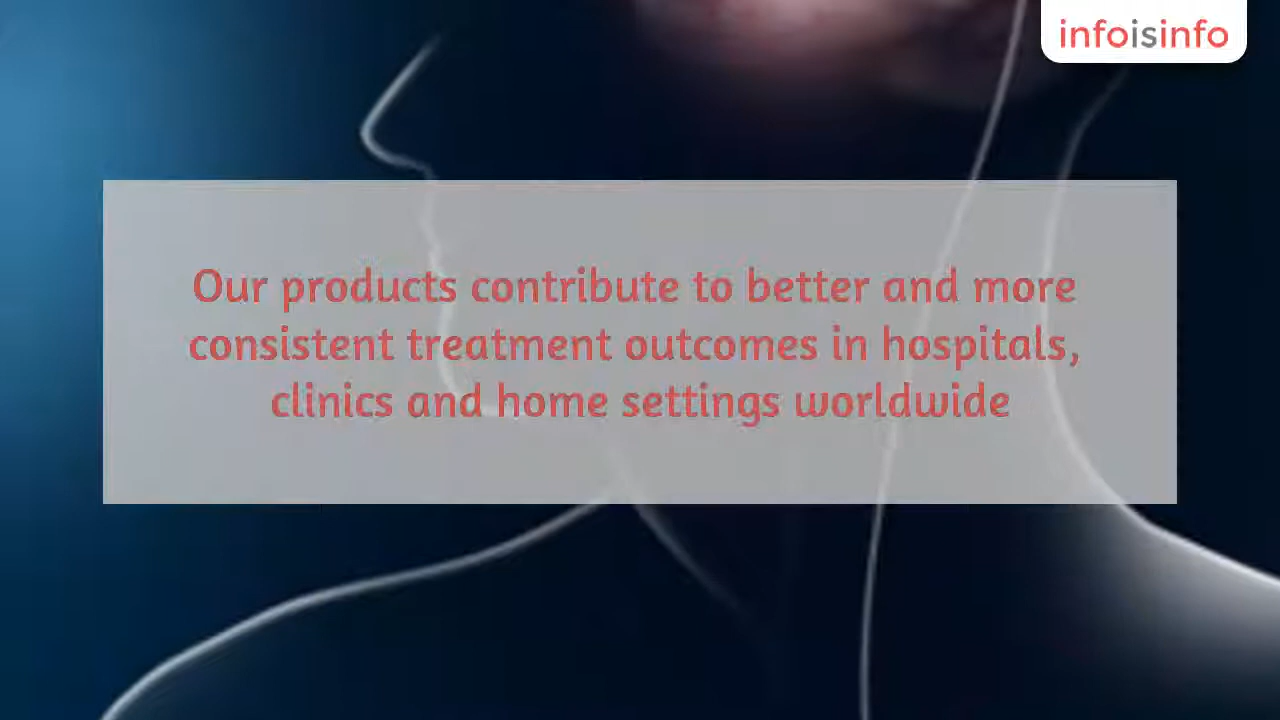 infoisinfo
Our products contribute to better and more
consistent treatment outcomes in hospitals,
clinics and home settings worldwide